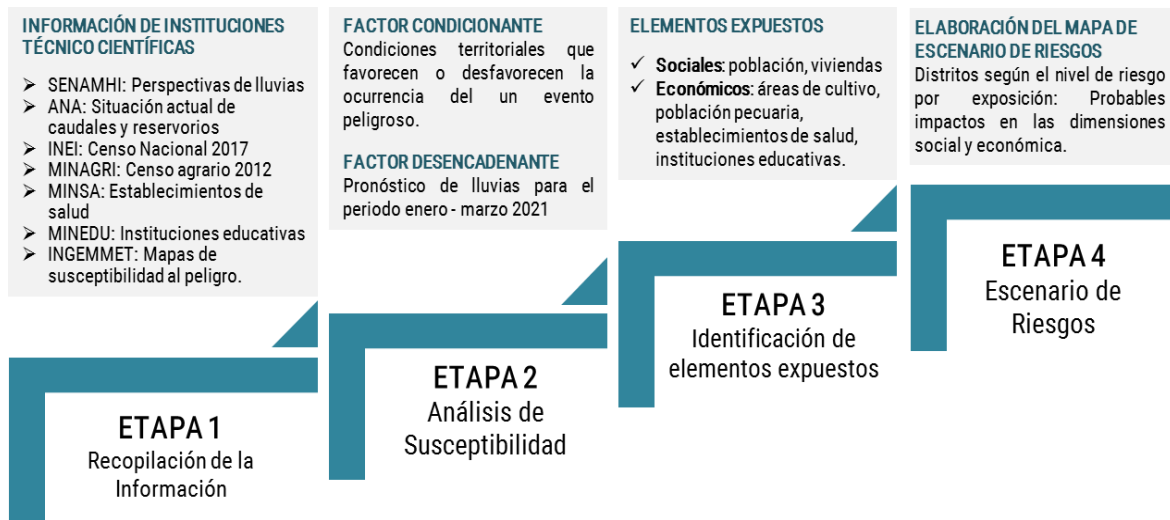 INFORMACIÓN DE INSTITUCIONES
TÉCNICO CIENTÍFICAS
➤ SENAMHI: Perspectivas de lluvias
➤ ANA: Situación actual de
caudales y reservorios
➤ INEI: Censo Nacional 2017
➤ MINAGRI: Censo agrario 2012
➤ MINSA: Establecimientos de
salud
➤ MINEDU: Instituciones educativas
➤ INGEMMET: Mapas de
susceptibilidad al peligro.
ETAPA 1
Recopilación de la
Información
FACTOR CONDICIONANTE
Condiciones territoriales que
favorecen o desfavorecen la
ocurrencia del un evento
peligroso.
FACTOR DESENCADENANTE
Pronóstico de lluvias para el
periodo enero - marzo 2021
ETAPA 2
Análisis de
Susceptibilidad
ELEMENTOS EXPUESTOS
✓ Sociales: población, viviendas
✓ Económicos: áreas de cultivo,
población pecuaria,
establecimientos de salud,
instituciones educativas.
ETAPA 3
Identificación de
elementos expuestos
ELABORACIÓN DEL MAPA DE
ESCENARIO DE RIESGOS
Distritos según el nivel de riesgo
por exposición: Probables
impactos en las dimensiones
social y económica.
ETAPA 4
Escenario de
Riesgos